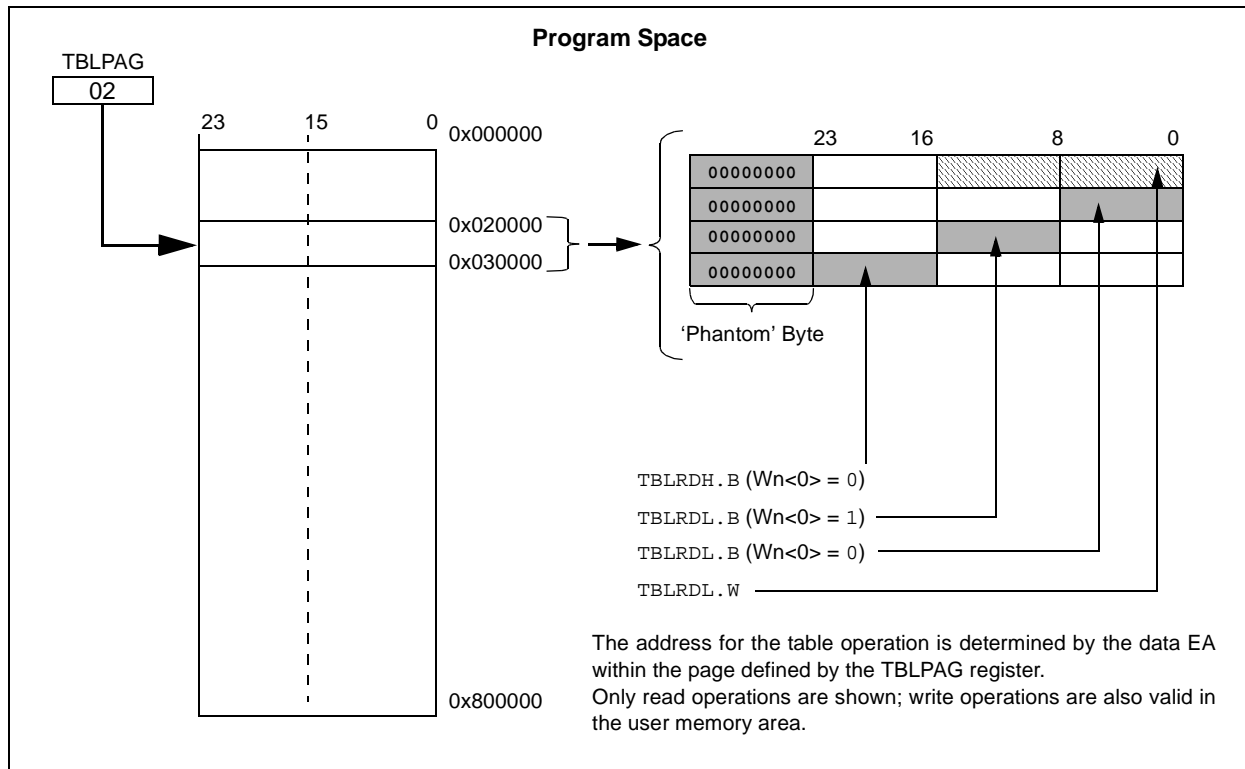 Program Space
TBLPAG
02
23 15 0
0x000000
23 16 8 0
00000000
00000000
00000000
00000000
0x020000
0x030000
'Phantom' Byte
TBLRDH.B (Wn<0> = 0)
TBLRDL.B (Wn<0> = 1)
TBLRDL.B (Wn<0> = 0)
TBLRDL.W
The address for the table operation is determined by the data EA
within the page defined by the TBLPAG register.
Only read operations are shown; write operations are also valid in
the user memory area.
0x800000